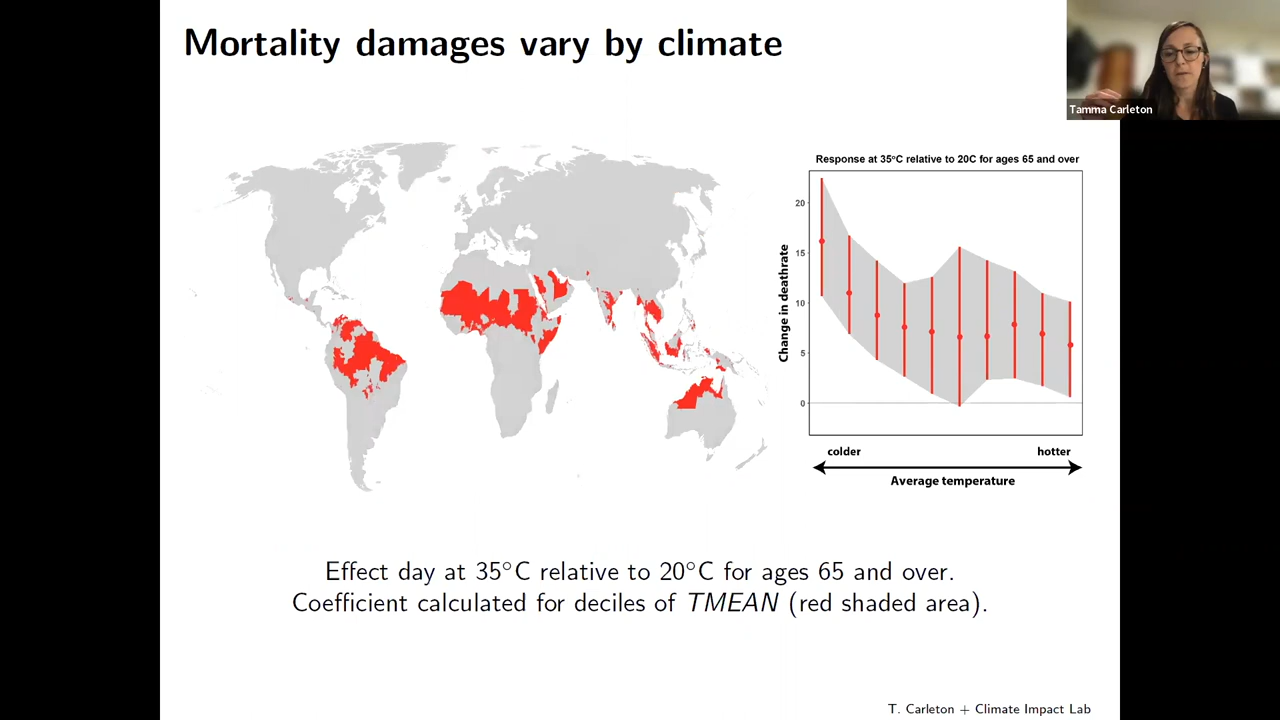 Mortality damages vary by climate
Tamma Carleton
Response at 35°C relative to 20C for ages 65 and over
Change in deathrate
20
15
10
5
0
colder
hotter
Average temperature
Effect day at 35°C relative to 20°C for ages 65 and over.
Coefficient calculated for deciles of TMEAN (red shaded area).
T. Carleton + Climate Impact Lab